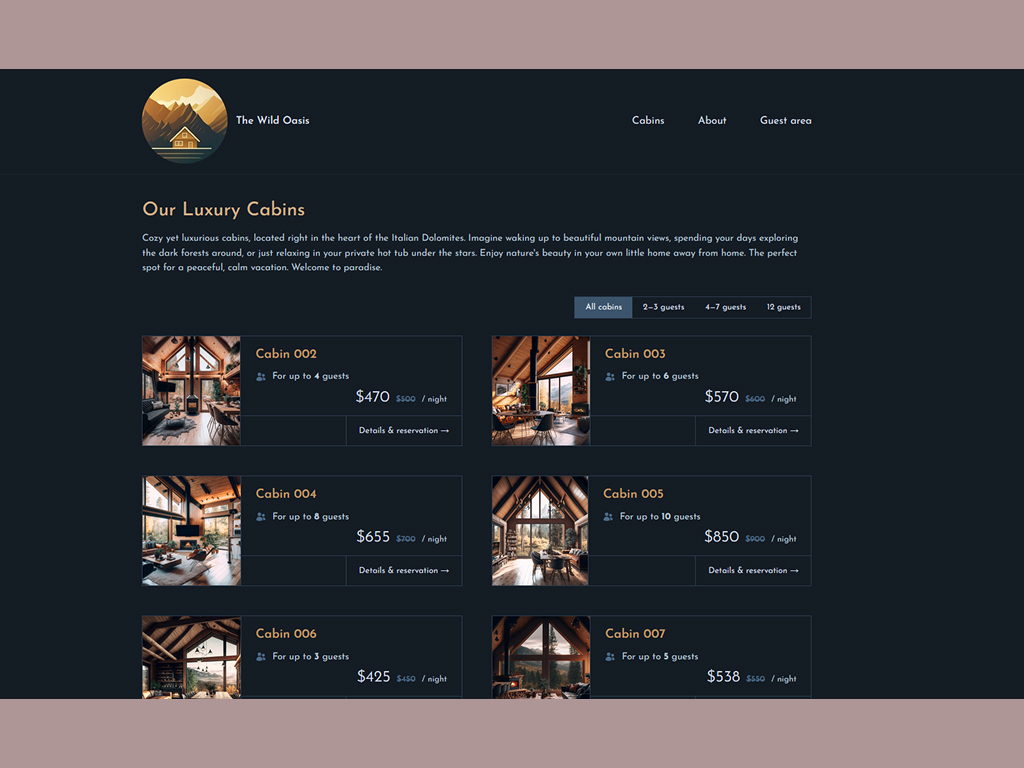 The Wild Oasis
Cabins About Guest area
Our Luxury Cabins
Cozy yet luxurious cabins, located right in the heart of the Italian Dolomites. Imagine waking up to beautiful mountain views, spending your days exploring
the dark forests around, or just relaxing in your private hot tub under the stars. Enjoy nature's beauty in your own little home away from home. The perfect
spot for a peaceful, calm vacation. Welcome to paradise.
All cabins 2—3 guests 4—7 guests 12 guests
Cabin 002
For up to 4 guests
$470 $500 / night
Details & reservation →
Cabin 003
For up to 6 guests
$570 $600 / night
Details & reservation →
Cabin 004
For up to 8 guests
$655 $700 / night
Details & reservation →
Cabin 005
For up to 10 guests
$850 $900 / night
Details & reservation →
Cabin 006
For up to 3 guests
$425 $450 / night
Cabin 007
For up to 5 guests
$538 $550 / night